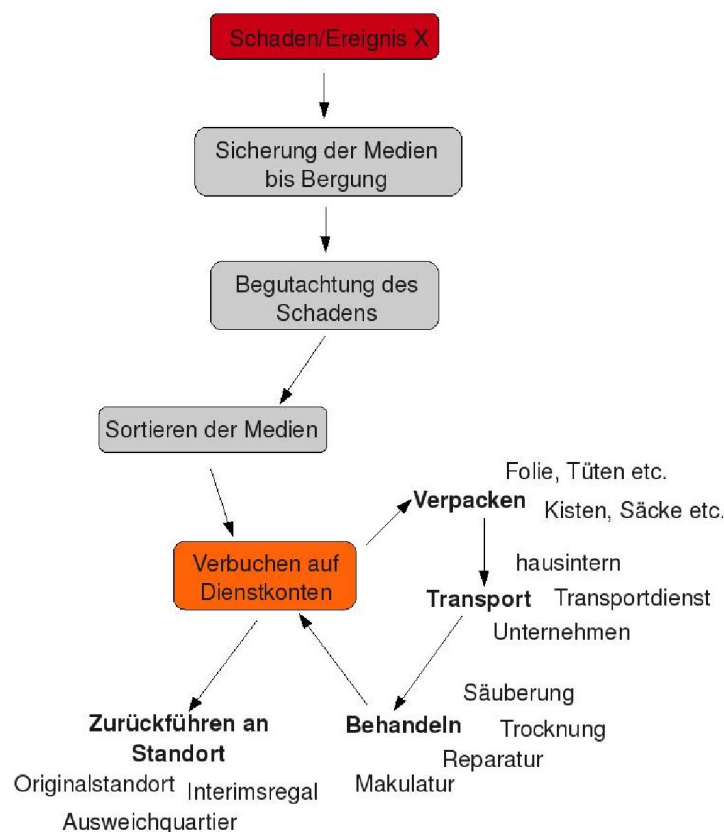 Schaden/Ereignis X
Sicherung der Medien
bis Bergung
Begutachtung des
Schadens
Sortieren der Medien
Folie, Tüten etc.
Verpacken
Kisten, Säcke etc.
Verbuchen auf
Dienstkonten
hausintern
Transport
Transportdienst
Unternehmen
Säuberung
Zurückführen an
Standort
Behandeln
Trocknung
Reparatur
Makulatur
Originalstandort
Interimsregal
Ausweichquartier